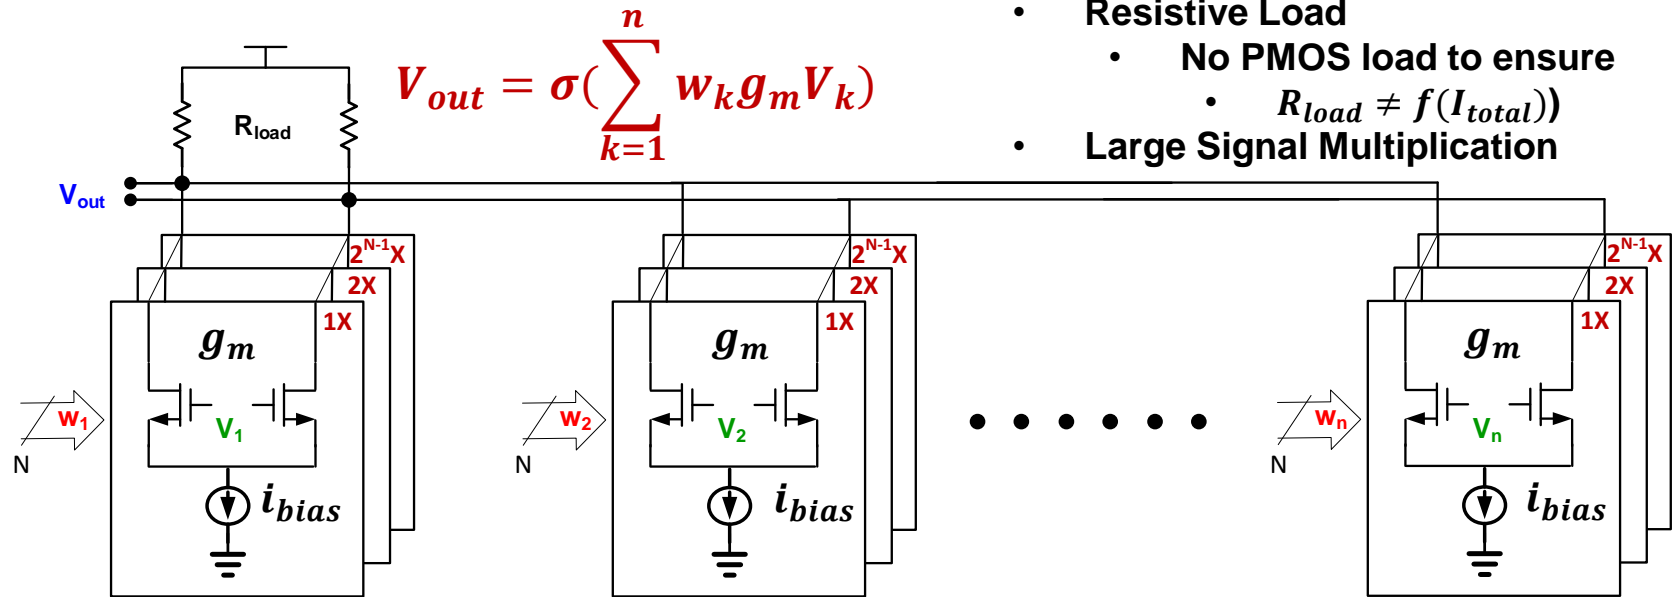 • Resistive Load
• No PMOS load to ensure
• R_load ≠ f(I_total))
• Large Signal Multiplication
V_out = σ(∑_{k=1}^{n} w_k g_m V_k)
R_load
V_out
2^{N-1}X
2X
1X
g_m
w_1
N
V_1
i_bias
2^{N-1}X
2X
1X
g_m
w_2
N
V_2
i_bias
2^{N-1}X
2X
1X
g_m
w_n
N
V_n
i_bias